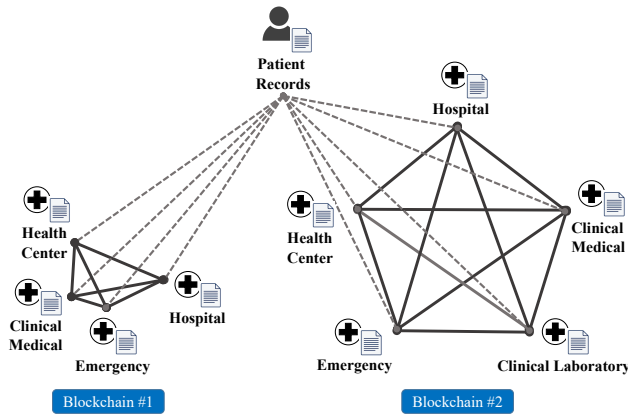 Patient
Records
Hospital
Health
Center
Clinical
Medical
Health
Center
Clinical
Medical
Hospital
Emergency
Emergency
Clinical Laboratory
Blockchain #1
Blockchain #2